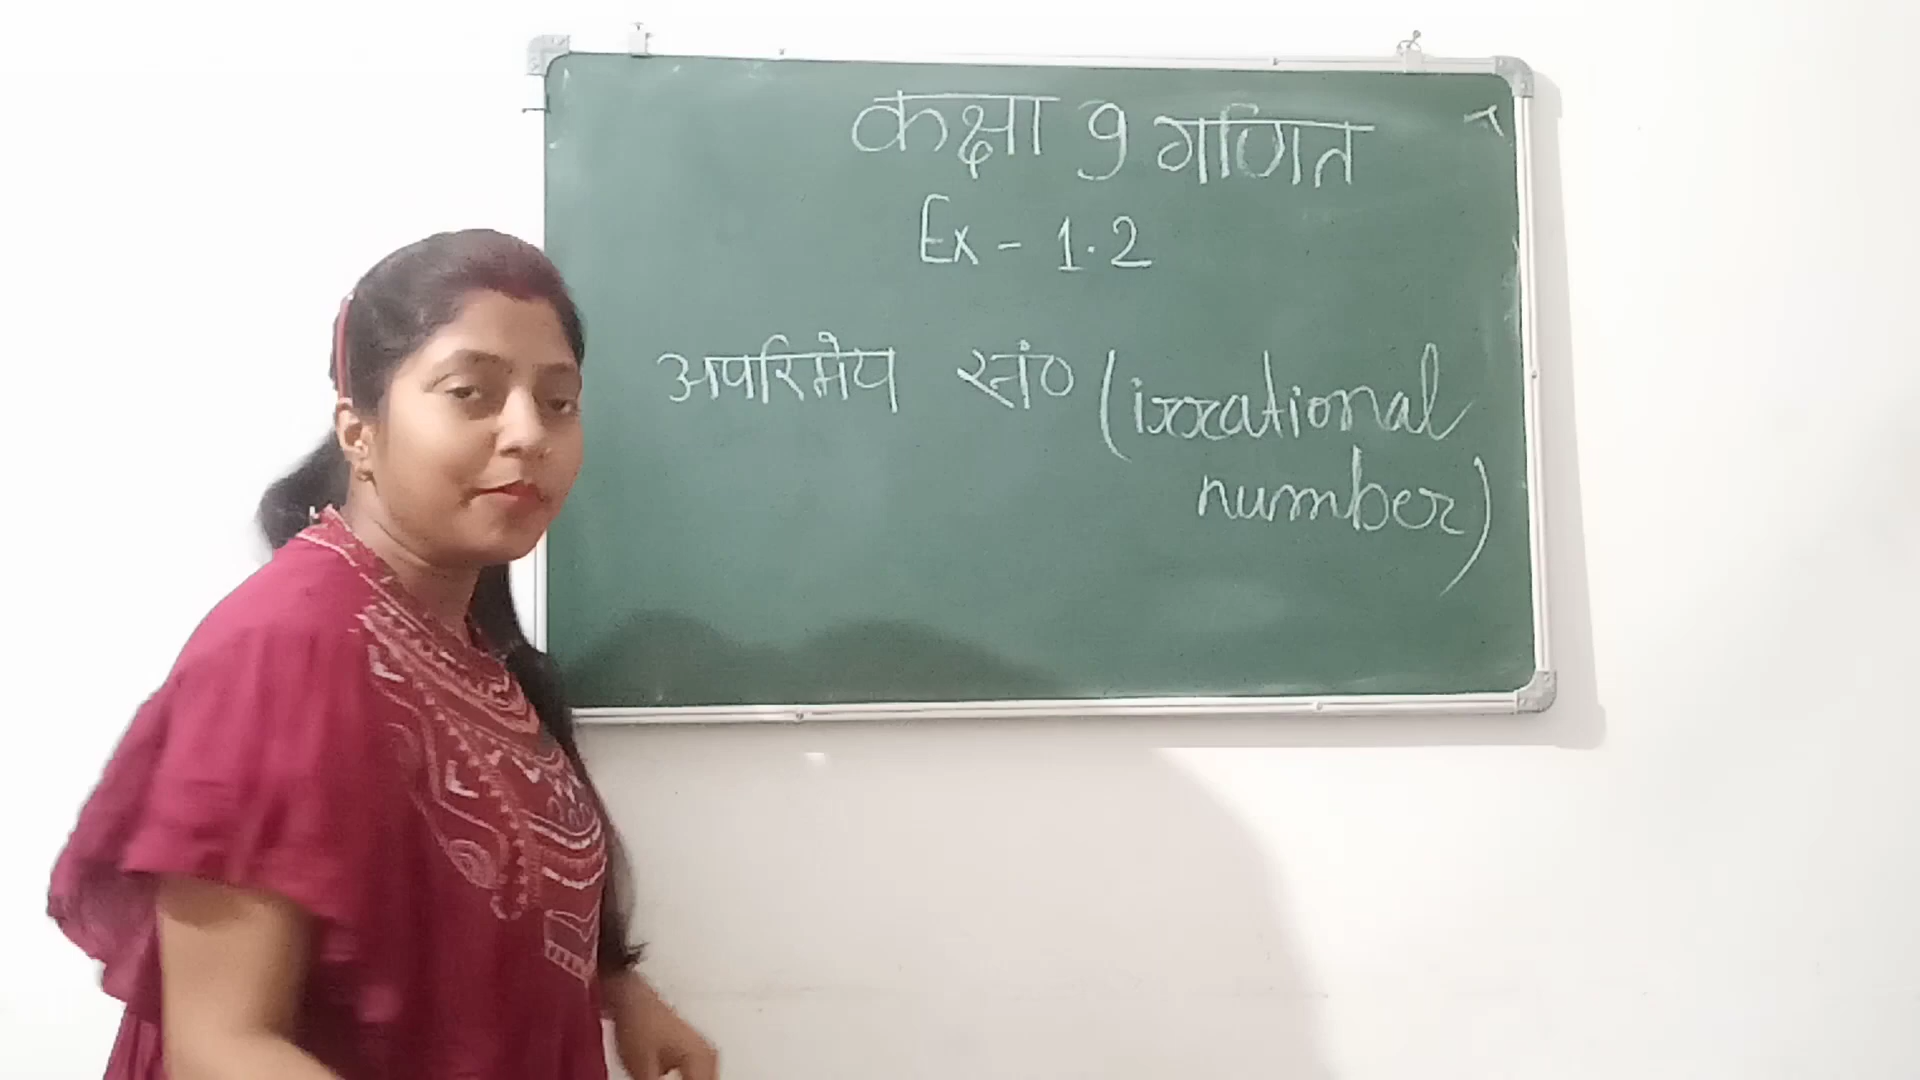 कक्षा 9 गणित
Ex - 1.2
अपरिमेय सं० (irrational
number)